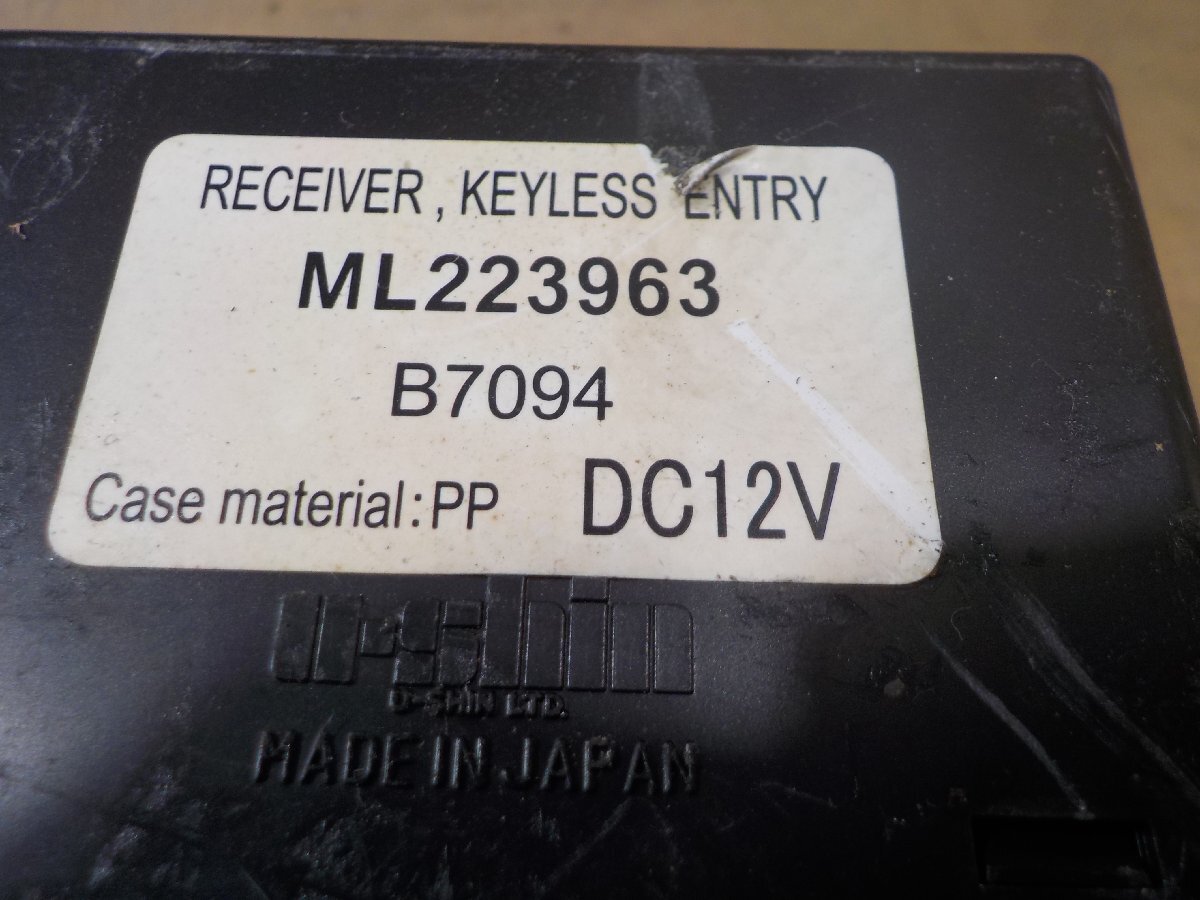 RECEIVER , KEYLESS ENTRY
ML223963
B7094
Case material : PP DC12V
u-shin
U-SHIN LTD.
MADE IN JAPAN